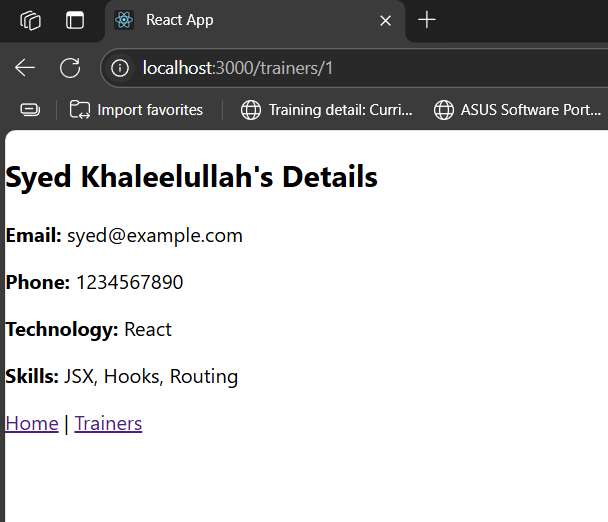 React App
localhost:3000/trainers/1
Import favorites
Training detail: Curri...
ASUS Software Port...
Syed Khaleelullah's Details
Email: syed@example.com
Phone: 1234567890
Technology: React
Skills: JSX, Hooks, Routing
Home | Trainers